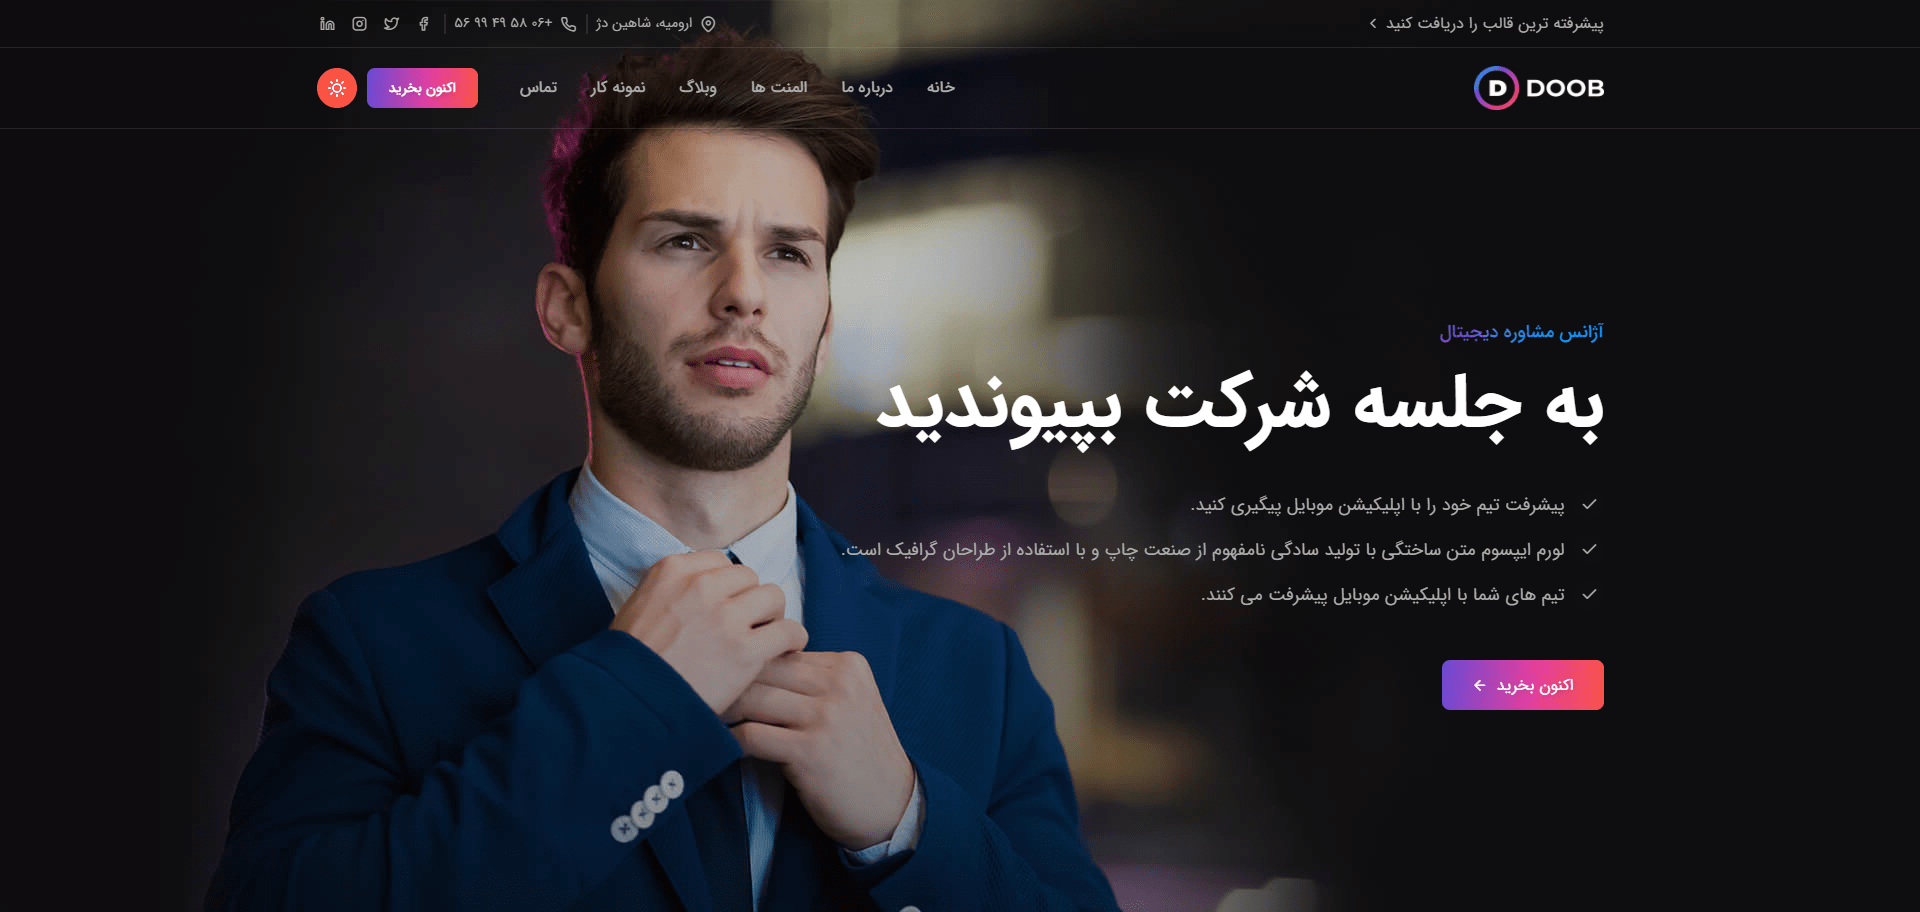 پیشرفته ترین قالب را دریافت کنید
ارومیه، شاهین دژ
+۰۶ ۵۸ ۴۹ ۹۹ ۵۶
DOOB
خانه
درباره ما
المنت ها
وبلاگ
نمونه کار
تماس
اکنون بخرید
آژانس مشاوره دیجیتال
به جلسه شرکت بپیوندید
پیشرفت تیم خود را با اپلیکیشن موبایل پیگیری کنید.
لورم ایپسوم متن ساختگی با تولید سادگی نامفهوم از صنعت چاپ و با استفاده از طراحان گرافیک است.
تیم های شما با اپلیکیشن موبایل پیشرفت می کنند.
اکنون بخرید